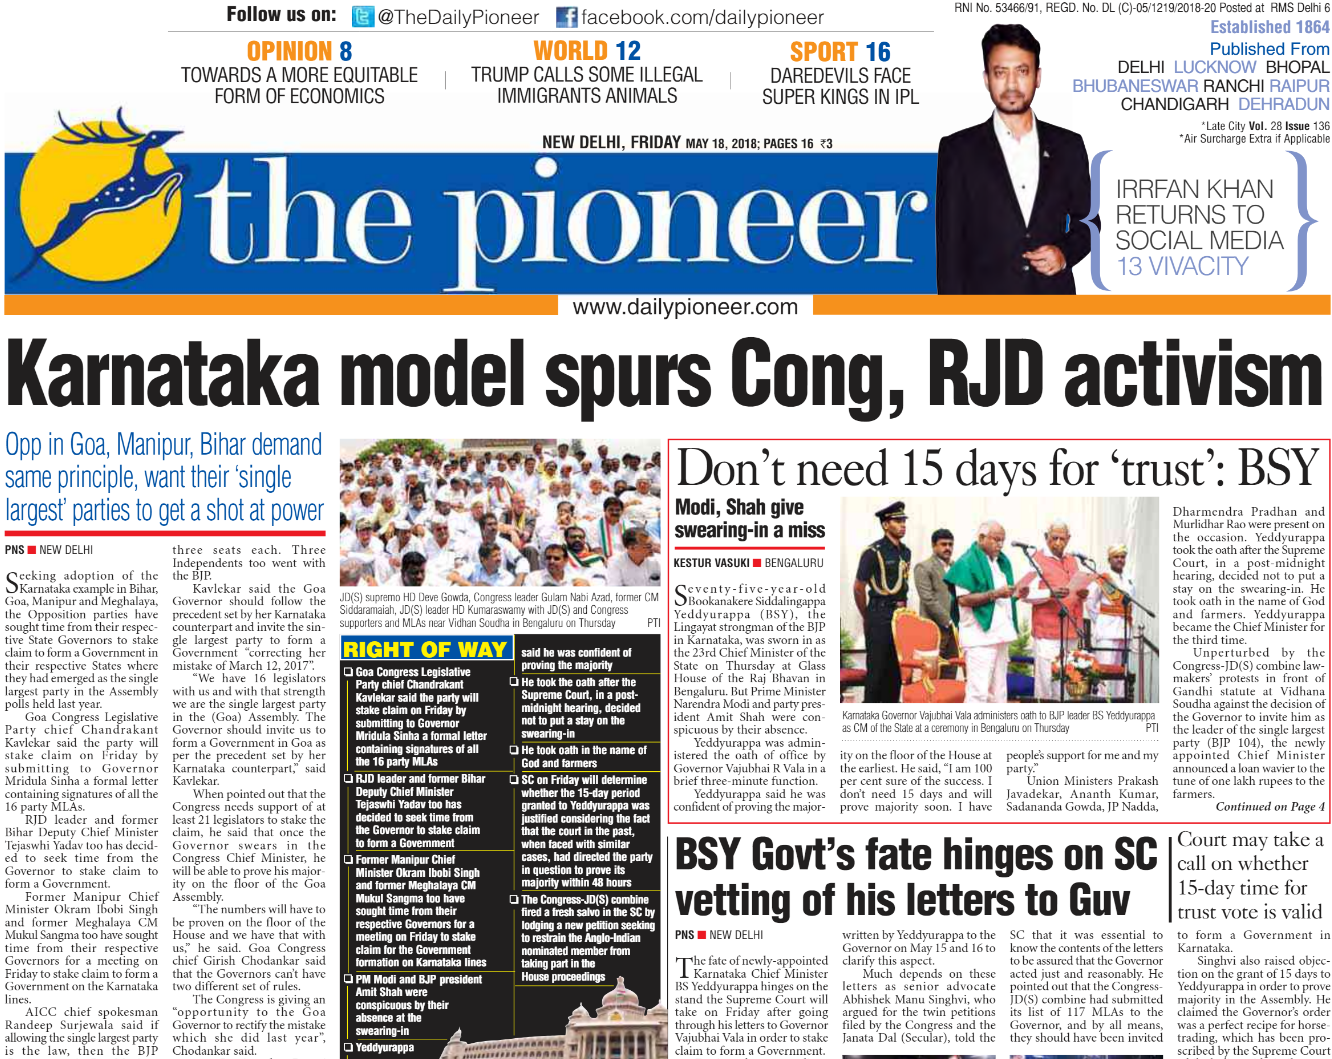 Follow us on: @TheDailyPioneer facebook.com/dailypioneer
RNI No. 53466/91, REGD. No. DL (C)-05/1219/2018-20 Posted at RMS Delhi 6
OPINION 8
TOWARDS A MORE EQUITABLE
FORM OF ECONOMICS
WORLD 12
TRUMP CALLS SOME ILLEGAL
IMMIGRANTS ANIMALS
SPORT 16
DAREDEVILS FACE
SUPER KINGS IN IPL
Established 1864
Published From
DELHI LUCKNOW BHOPAL
BHUBANESWAR RANCHI RAIPUR
CHANDIGARH DEHRADUN
*Late City Vol. 28 Issue 136
*Air Surcharge Extra if Applicable
NEW DELHI, FRIDAY MAY 18, 2018; PAGES 16 ₹3
the pioneer
IRRFAN KHAN
RETURNS TO
SOCIAL MEDIA
13 VIVACITY
www.dailypioneer.com
Karnataka model spurs Cong, RJD activism
Opp in Goa, Manipur, Bihar demand
same principle, want their ‘single
largest’ parties to get a shot at power
PNS NEW DELHI
Seeking adoption of the
Karnataka example in Bihar,
Goa, Manipur and Meghalaya,
the Opposition parties have
sought time from their respec-
tive State Governors to stake
claim to form a Government in
their respective States where
they had emerged as the single
largest party in the Assembly
polls held last year.
Goa Congress Legislative
Party chief Chandrakant
Kavlekar said the party will
stake claim on Friday by
submitting to Governor
Mridula Sinha a formal letter
containing signatures of all the
16 party MLAs.
RJD leader and former
Bihar Deputy Chief Minister
Tejaswhi Yadav too has decid-
ed to seek time from the
Governor to stake claim to
form a Government.
Former Manipur Chief
Minister Okram Ibobi Singh
and former Meghalaya CM
Mukul Sangma too have sought
time from their respective
Governors for a meeting on
Friday to stake claim to form a
Government on the Karnataka
lines.
AICC chief spokesman
Randeep Surjewala said if
allowing the single largest party
is the law, then the BJP
three seats each. Three
Independents too went with
the BJP.
Kavlekar said the Goa
Governor should follow the
precedent set by her Karnataka
counterpart and invite the sin-
gle largest party to form a
Government “correcting her
mistake of March 12, 2017”.
“We have 16 legislators
with us and with that strength
we are the single largest party
in the (Goa) Assembly. The
Governor should invite us to
form a Government in Goa as
per the precedent set by her
Karnataka counterpart,” said
Kavlekar.
When pointed out that the
Congress needs support of at
least 21 legislators to stake the
claim, he said that once the
Governor swears in the
Congress Chief Minister, he
will be able to prove his major-
ity on the floor of the Goa
Assembly.
“The numbers will have to
be proven on the floor of the
House and we have that with
us,” he said. Goa Congress
chief Girish Chodankar said
that the Governors can’t have
two different set of rules.
The Congress is giving an
“opportunity to the Goa
Governor to rectify the mistake
which she did last year”,
Chodankar said.
JD(S) supremo HD Deve Gowda, Congress leader Gulam Nabi Azad, former CM
Siddaramaiah, JD(S) leader HD Kumaraswamy with JD(S) and Congress
supporters and MLAs near Vidhan Soudha in Bengaluru on Thursday PTI
RIGHT OF WAY
❑ Goa Congress Legislative
Party chief Chandrakant
Kavlekar said the party will
stake claim on Friday by
submitting to Governor
Mridula Sinha a formal letter
containing signatures of all
the 16 party MLAs
❑ RJD leader and former Bihar
Deputy Chief Minister
Tejaswhi Yadav too has
decided to seek time from
the Governor to stake claim
to form a Government
❑ Former Manipur Chief
Minister Okram Ibobi Singh
and former Meghalaya CM
Mukul Sangma too have
sought time from their
respective Governors for a
meeting on Friday to stake
claim for the Government
formation on Karnataka lines
❑ PM Modi and BJP president
Amit Shah were
conspicuous by their
absence at the
swearing-in
❑ Yeddyurappa
said he was confident of
proving the majority
❑ He took the oath after the
Supreme Court, in a post-
midnight hearing, decided
not to put a stay on the
swearing-in
❑ He took oath in the name of
God and farmers
❑ SC on Friday will determine
whether the 15-day period
granted to Yeddyurappa was
justified considering the fact
that the court in the past,
when faced with similar
cases, had directed the party
in question to prove its
majority within 48 hours
❑ The Congress-JD(S) combine
fired a fresh salvo in the SC by
lodging a new petition seeking
to restrain the Anglo-Indian
nominated member from
taking part in the
House proceedings
Don’t need 15 days for ‘trust’: BSY
Modi, Shah give
swearing-in a miss
KESTUR VASUKI BENGALURU
Seventy-five-year-old
Bookanakere Siddalingappa
Yeddyurappa (BSY), the
Lingayat strongman of the BJP
in Karnataka, was sworn in as
the 23rd Chief Minister of the
State on Thursday at Glass
House of the Raj Bhavan in
Bengaluru. But Prime Minister
Narendra Modi and party pres-
ident Amit Shah were con-
spicuous by their absence.
Yeddyurappa was admin-
istered the oath of office by
Governor Vajubhai R Vala in a
brief three-minute function.
Yeddyurappa said he was
confident of proving the major-
Karnataka Governor Vajubhai Vala administers oath to BJP leader BS Yeddyurappa
as CM of the State at a ceremony in Bengaluru on Thursday PTI
ity on the floor of the House at
the earliest. He said, “I am 100
per cent sure of the success. I
don’t need 15 days and will
prove majority soon. I have
people’s support for me and my
party.”
Union Ministers Prakash
Javadekar, Ananth Kumar,
Sadananda Gowda, JP Nadda,
Dharmendra Pradhan and
Murlidhar Rao were present on
the occasion. Yeddyurappa
took the oath after the Supreme
Court, in a post-midnight
hearing, decided not to put a
stay on the swearing-in. He
took oath in the name of God
and farmers. Yeddyurappa
became the Chief Minister for
the third time.
Unperturbed by the
Congress-JD(S) combine law-
makers’ protests in front of
Gandhi statute at Vidhana
Soudha against the decision of
the Governor to invite him as
the leader of the single largest
party (BJP 104), the newly
appointed Chief Minister
announced a loan wavier to the
tune of one lakh rupees to the
farmers.
Continued on Page 4
BSY Govt’s fate hinges on SC
vetting of his letters to Guv
Court may take a
call on whether
15-day time for
trust vote is valid
PNS NEW DELHI
The fate of newly-appointed
Karnataka Chief Minister
BS Yeddyurappa hinges on the
stand the Supreme Court will
take on Friday after going
through his letters to Governor
Vajubhai Vala in order to stake
claim to form a Government.
written by Yeddyurappa to the
Governor on May 15 and 16 to
clarify this aspect.
Much depends on these
letters as senior advocate
Abhishek Manu Singhvi, who
argued for the twin petitions
filed by the Congress and the
Janata Dal (Secular), told the
SC that it was essential to
know the contents of the letters
to be assured that the Governor
acted just and reasonably. He
pointed out that the Congress-
JD(S) combine had submitted
its list of 117 MLAs to the
Governor, and by all means,
they should have been invited
to form a Government in
Karnataka.
Singhvi also raised objec-
tion on the grant of 15 days to
Yeddyurappa in order to prove
majority in the Assembly. He
claimed the Governor’s order
was a perfect recipe for horse-
trading, which has been pro-
scribed by the Supreme Court